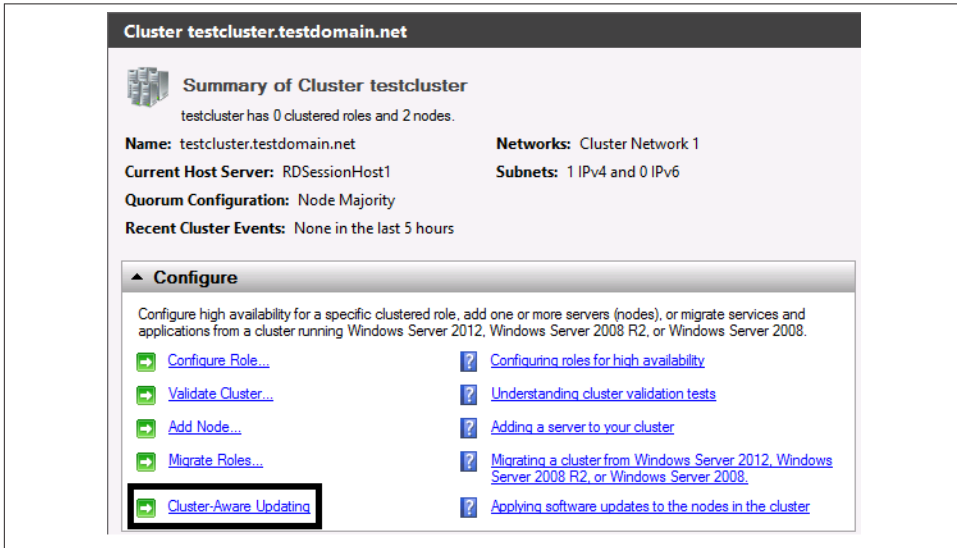 Cluster testcluster.testdomain.net
Summary of Cluster testcluster
testcluster has 0 clustered roles and 2 nodes.
Name: testcluster.testdomain.net
Networks: Cluster Network 1
Current Host Server: RDSessionHost1
Subnets: 1 IPv4 and 0 IPv6
Quorum Configuration: Node Majority
Recent Cluster Events: None in the last 5 hours
Configure
Configure high availability for a specific clustered role, add one or more servers (nodes), or migrate services and
applications from a cluster running Windows Server 2012, Windows Server 2008 R2, or Windows Server 2008.
Configure Role...
Configuring roles for high availability
Validate Cluster...
Understanding cluster validation tests
Add Node...
Adding a server to your cluster
Migrate Roles...
Migrating a cluster from Windows Server 2012, Windows
Server 2008 R2, or Windows Server 2008.
Cluster-Aware Updating
Applying software updates to the nodes in the cluster